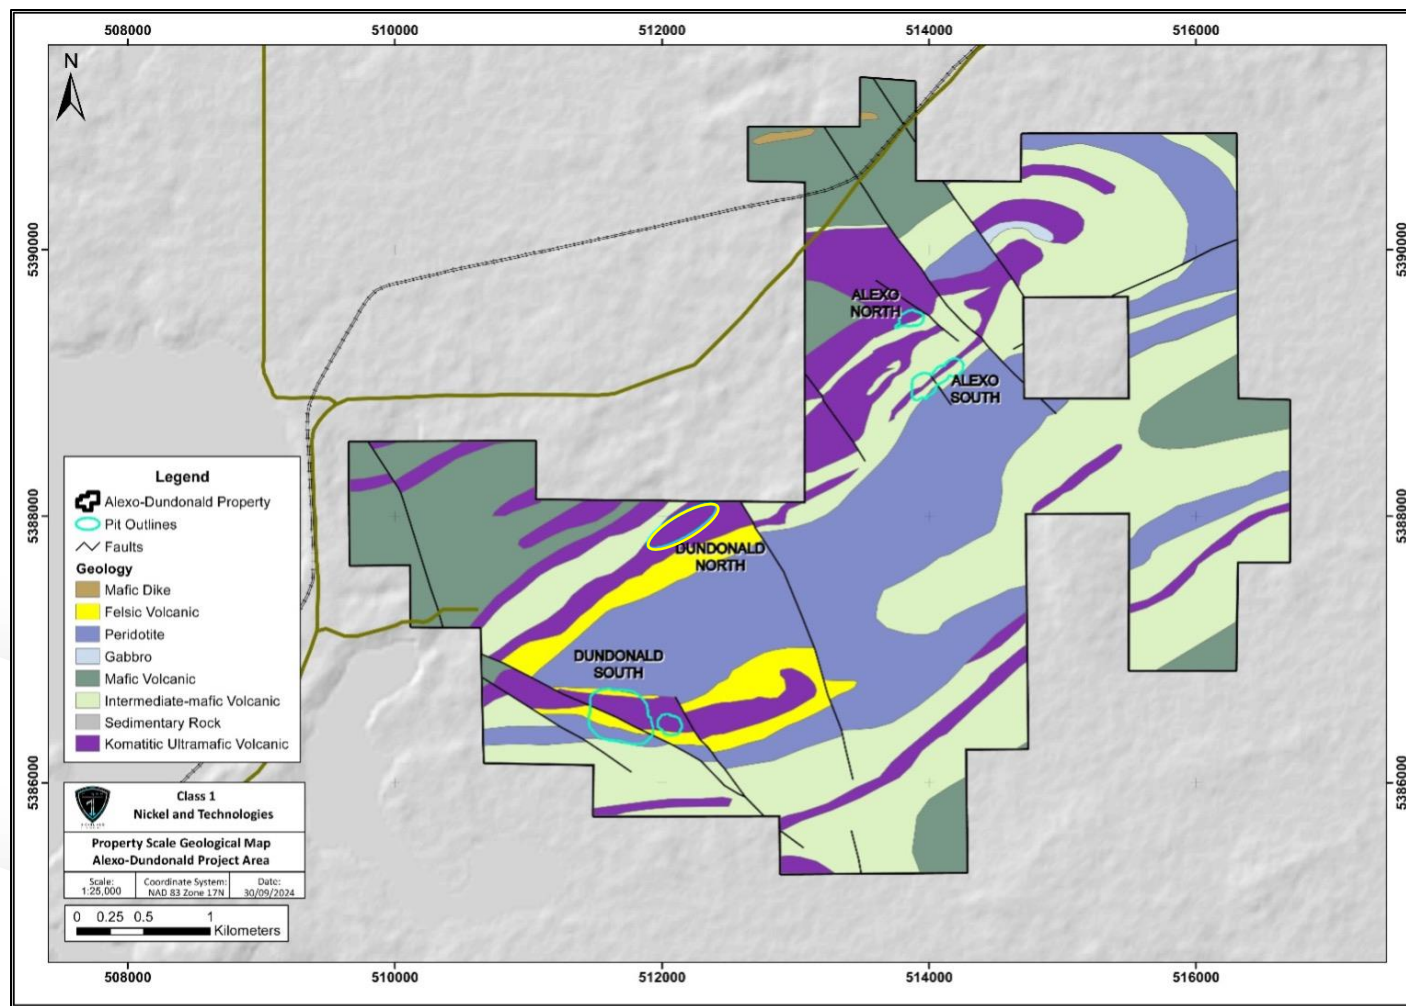 508000
510000
512000
514000
516000
N
5390000
5390000
ALEXO
NORTH
ALEXO
SOUTH
5388000
5388000
DUNDONALD
NORTH
DUNDONALD
SOUTH
5386000
5386000
Legend
Alexo-Dundonald Property
Pit Outlines
Faults
Geology
Mafic Dike
Felsic Volcanic
Peridotite
Gabbro
Mafic Volcanic
Intermediate-mafic Volcanic
Sedimentary Rock
Komatitic Ultramafic Volcanic
Class 1
Nickel and Technologies
Property Scale Geological Map
Alexo-Dundonald Project Area
Scale:
1:25,000
Coordinate System:
NAD 83 Zone 17N
Date:
30/09/2024
0 0.25 0.5 1
Kilometers
508000
510000
512000
514000
516000